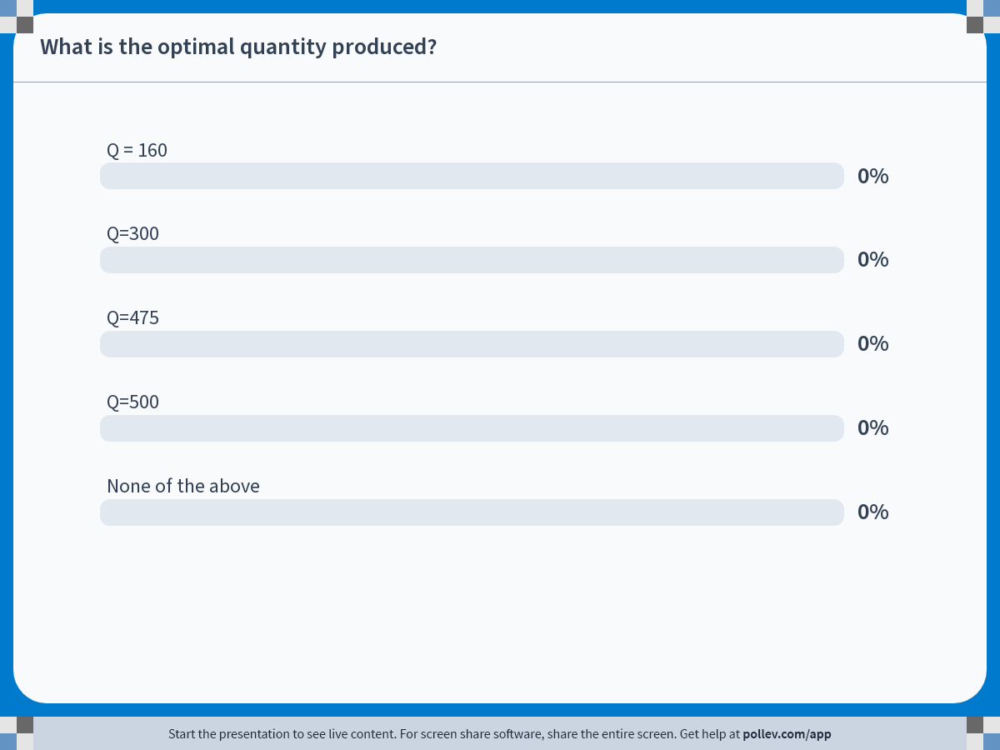 What is the optimal quantity produced?
Q = 160
0%
Q=300
0%
Q=475
0%
Q=500
0%
None of the above
0%
Start the presentation to see live content. For screen share software, share the entire screen. Get help at pollev.com/app